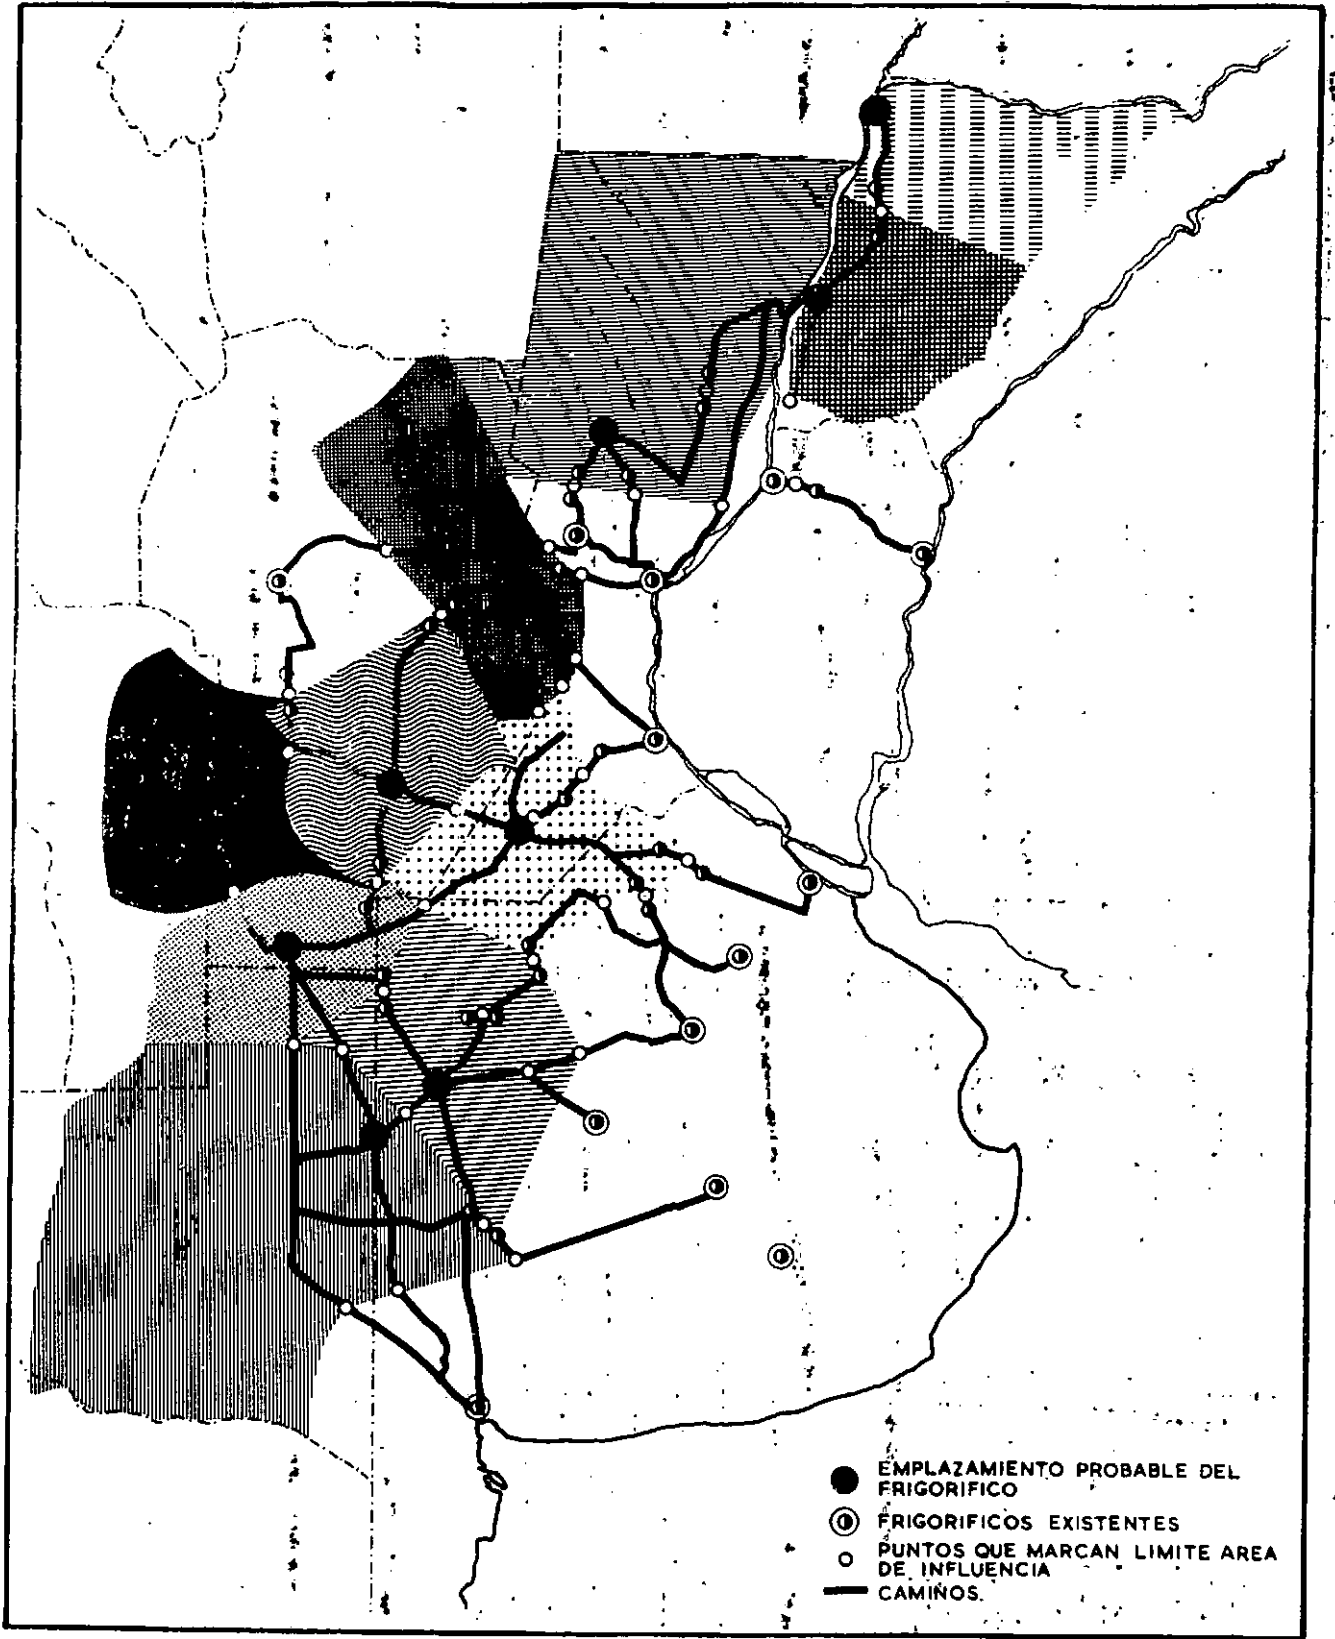 EMPLAZAMIENTO PROBABLE DEL
FRIGORIFICO
FRIGORIFICOS EXISTENTES
PUNTOS QUE MARCAN LIMITE AREA
DE INFLUENCIA
CAMIÑOS.